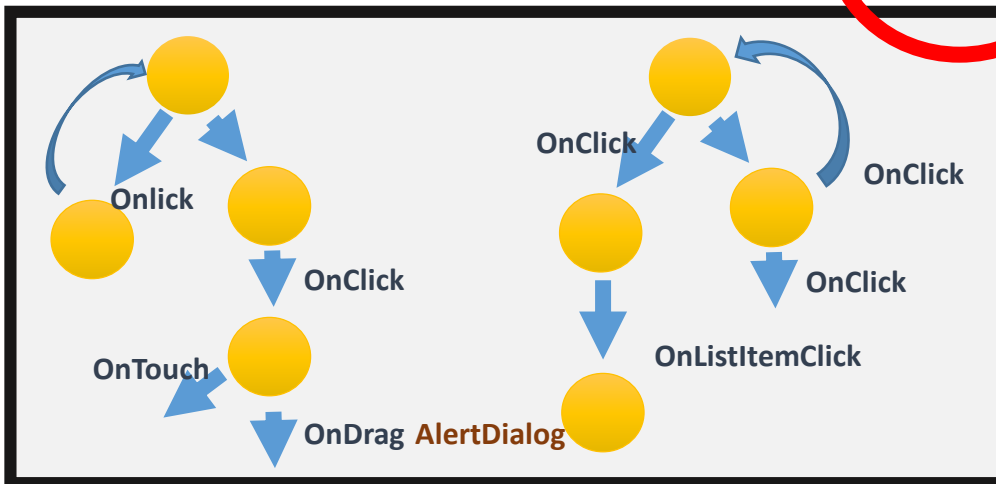 OnClick
OnClick
Onlick
OnClick
OnClick
OnListItemClick
OnTouch
OnDrag AlertDialog